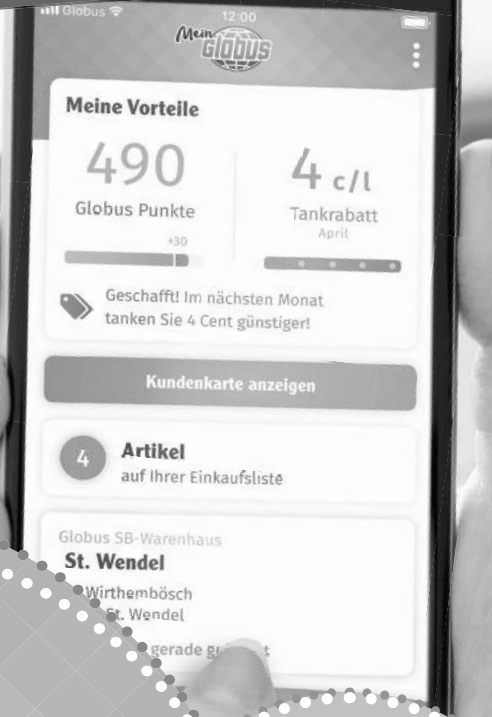 Globus
12:00
Mein
GLOBUS
Meine Vorteile
490
Globus Punkte
+30
4 c/l
Tankrabatt
April
Geschafft! Im nächsten Monat
tanken Sie 4 Cent günstiger!
Kundenkarte anzeigen
4
Artikel
auf Ihrer Einkaufsliste
Globus SB-Warenhaus
St. Wendel
Wirthembösch
St. Wendel
gerade